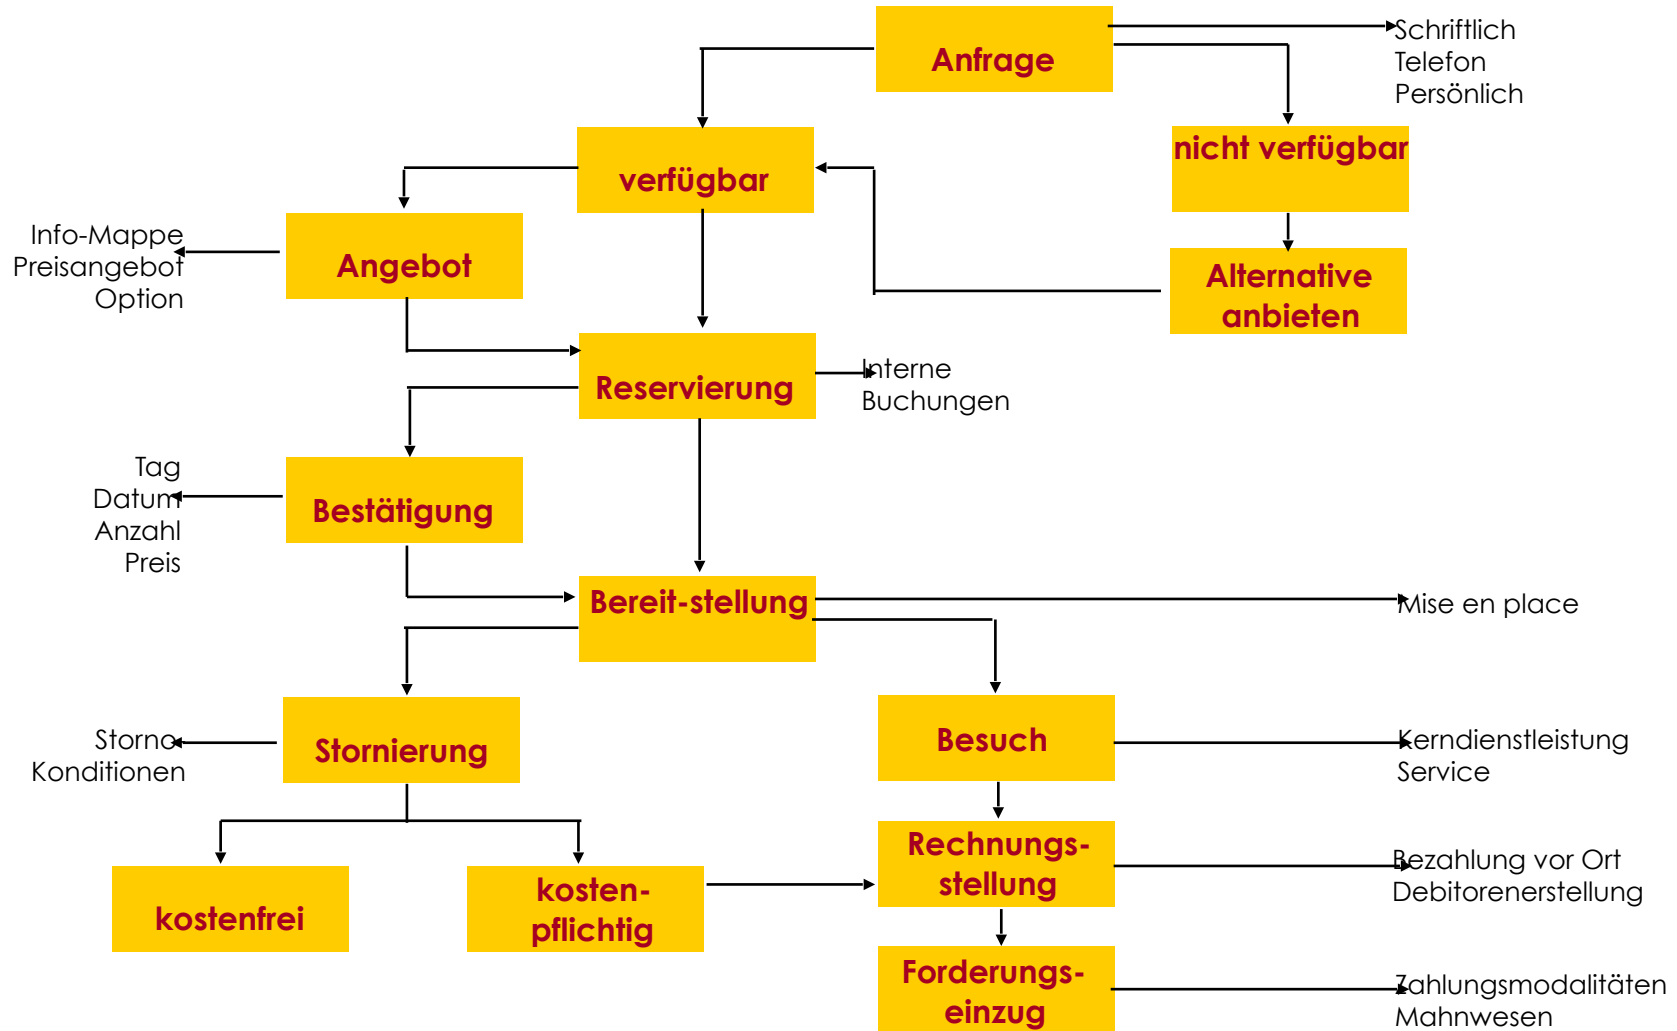 Anfrage
Schriftlich
Telefon
Persönlich
nicht verfügbar
verfügbar
Info-Mappe
Preisangebot
Option
Angebot
Alternative
anbieten
Reservierung
Interne
Buchungen
Tag
Datum
Anzahl
Preis
Bestätigung
Bereit-stellung
Mise en place
Storno
Konditionen
Stornierung
Besuch
Kerndienstleistung
Service
Rechnungs-
stellung
Bezahlung vor Ort
Debitorenerstellung
kostenfrei
kosten-
pflichtig
Forderungs-
einzug
Zahlungsmodalitäten
Mahnwesen